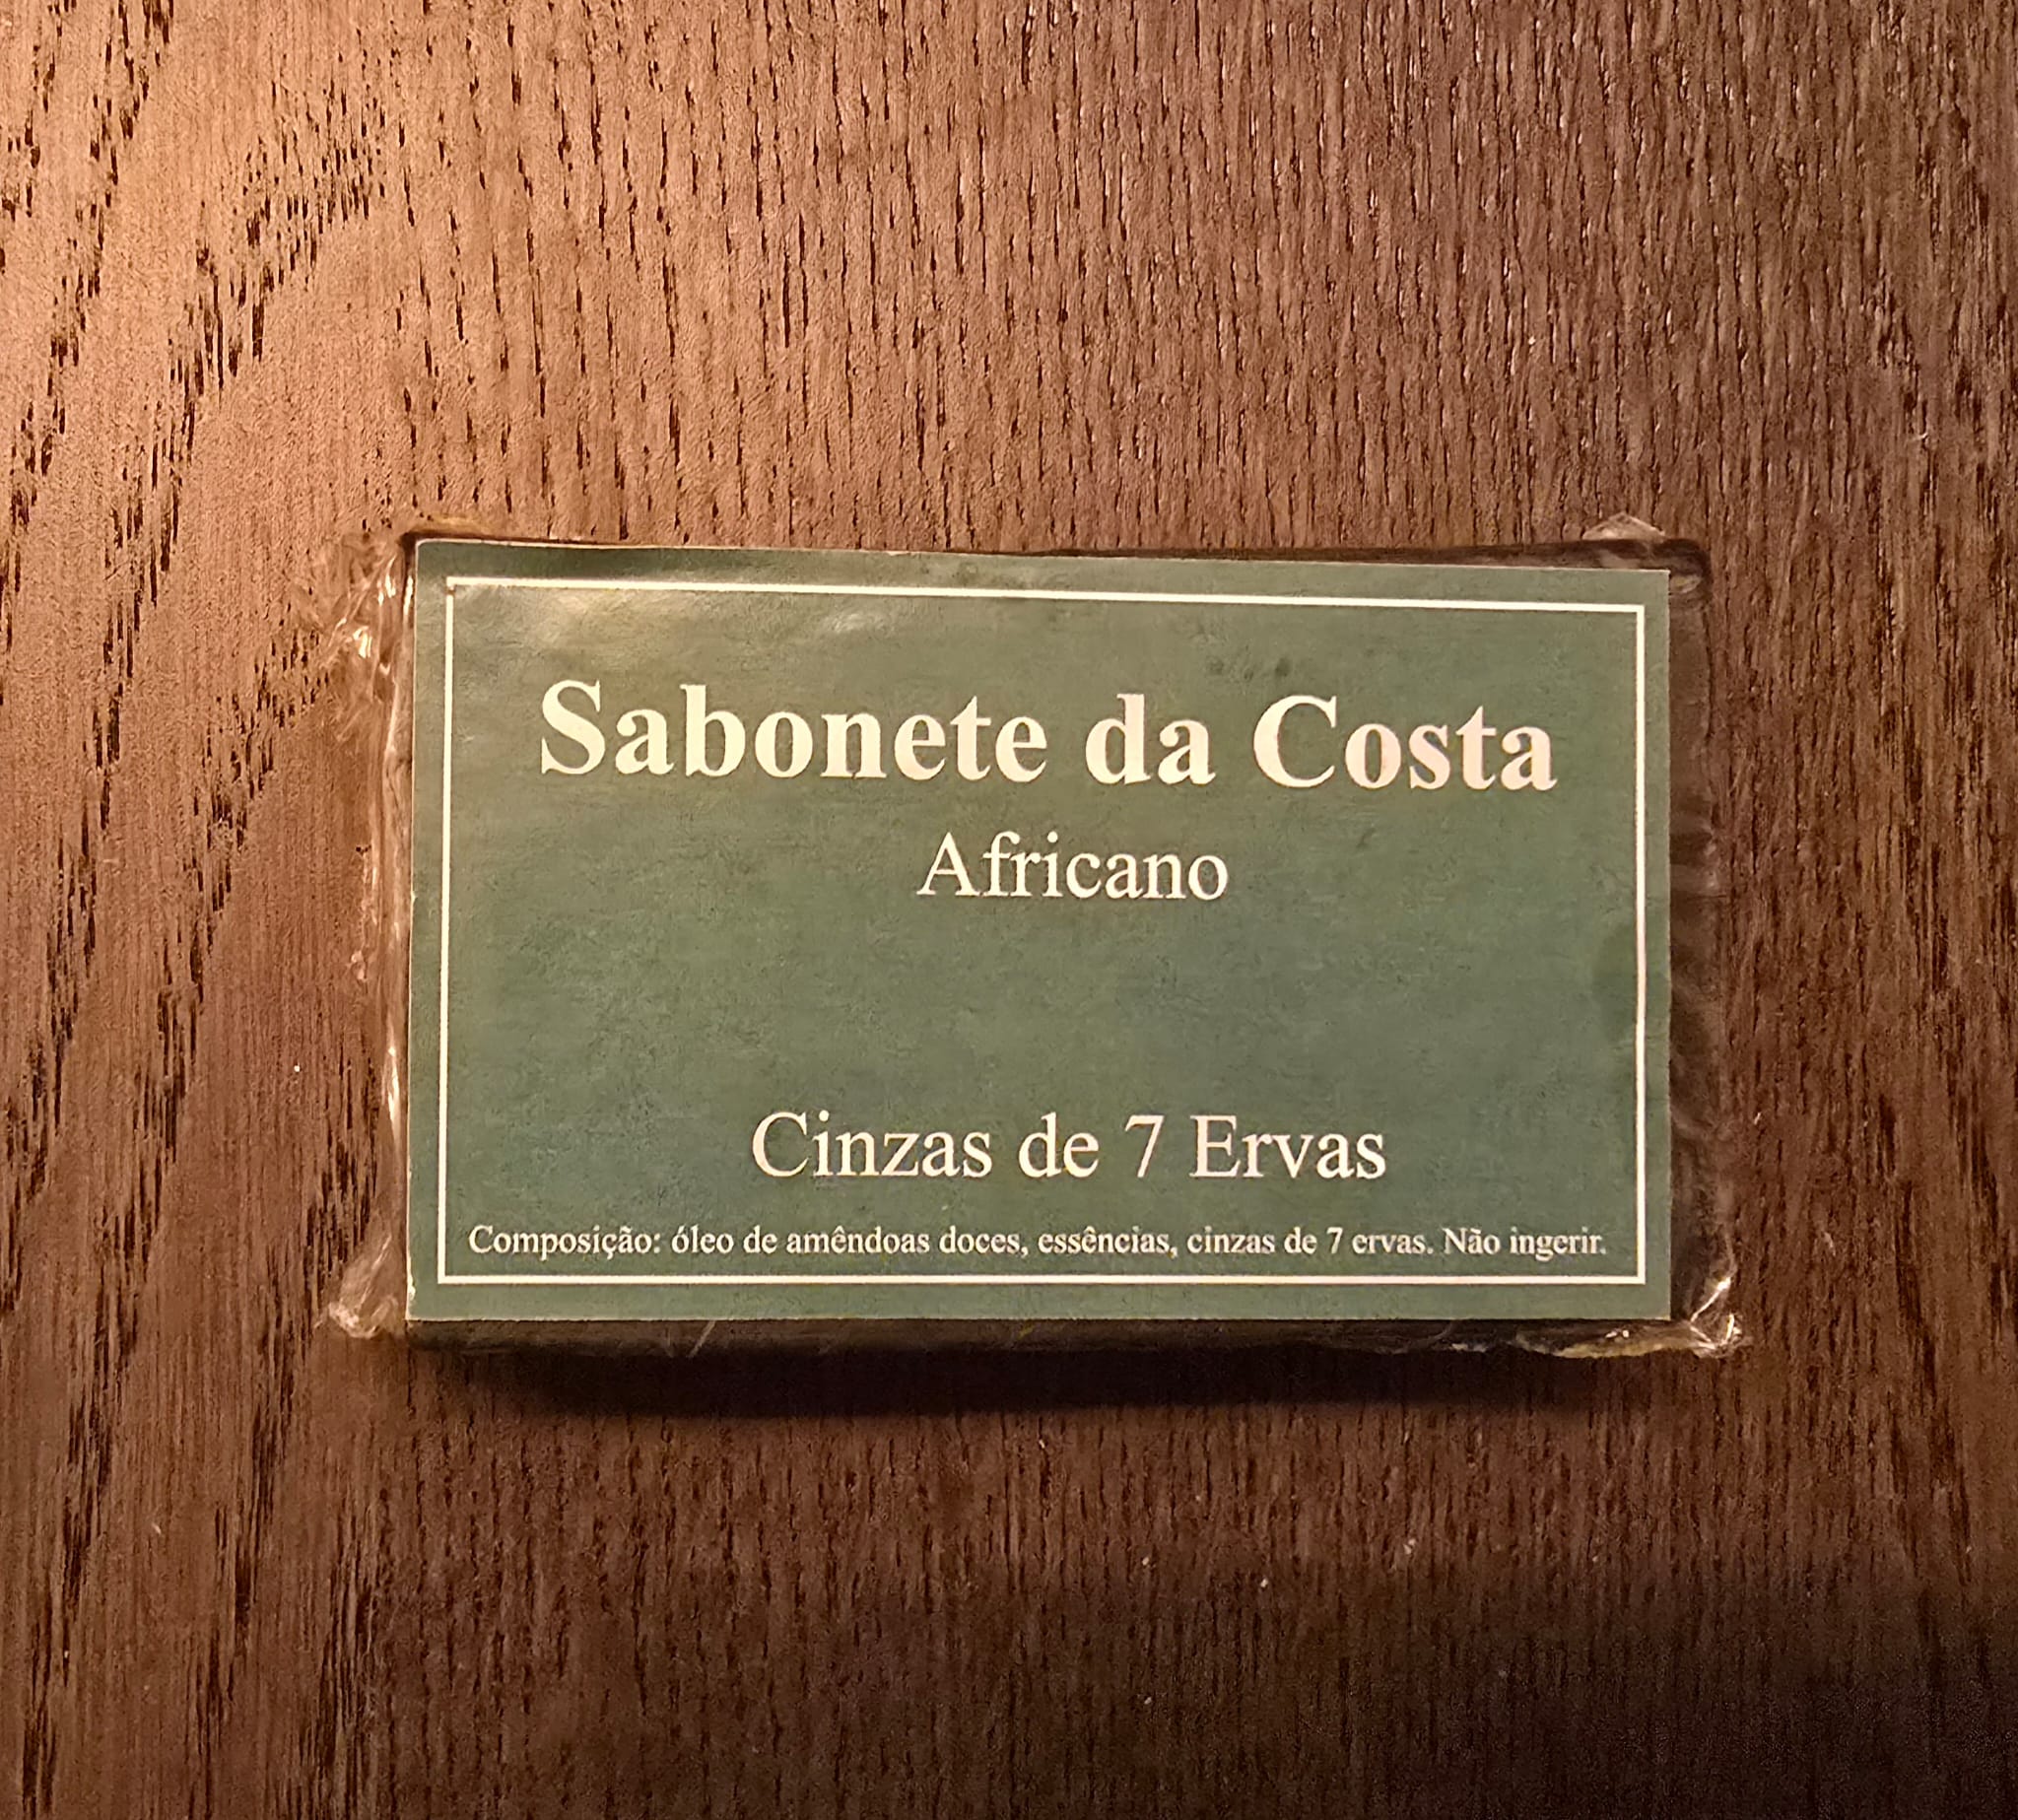 Sabonete da Costa
Africano
Cinzas de 7 Ervas
Composição: óleo de amêndoas doces, essências, cinzas de 7 ervas. Não ingerir.